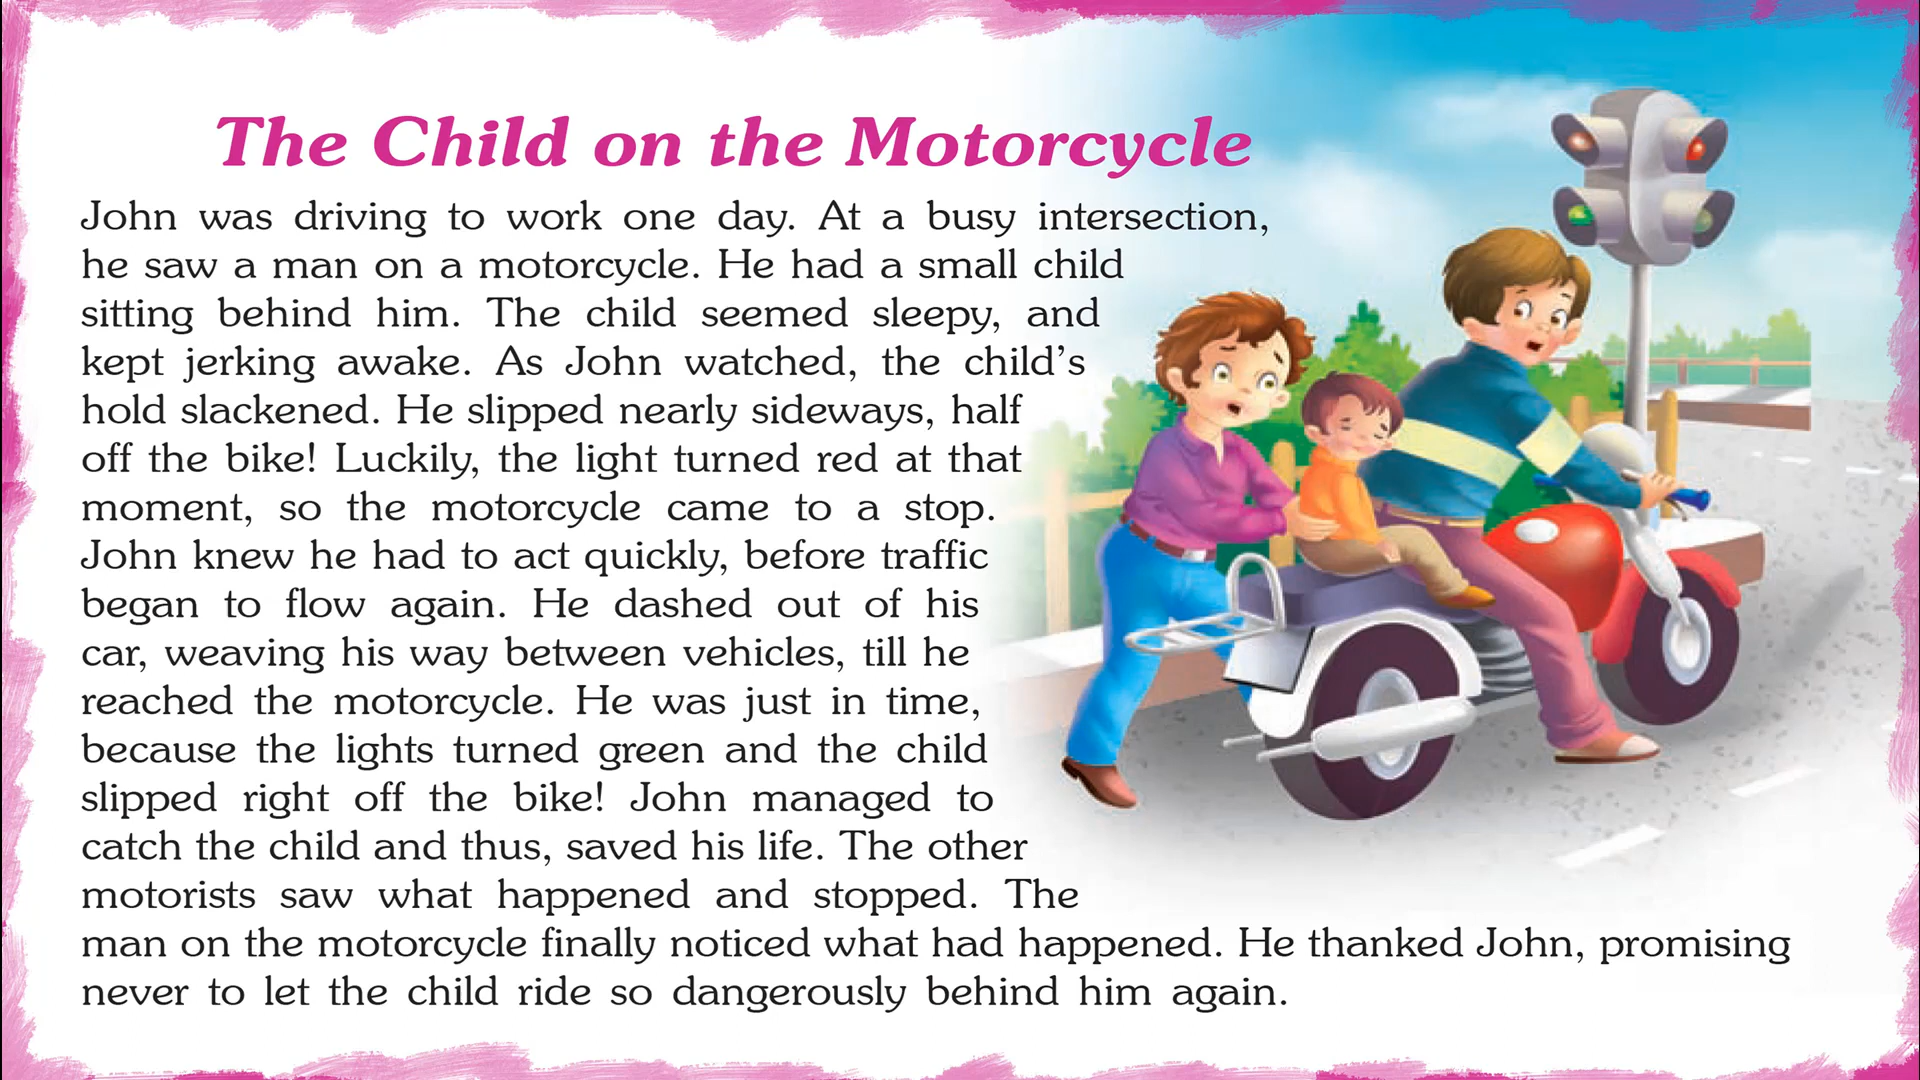 The Child on the Motorcycle
John was driving to work one day. At a busy intersection,
he saw a man on a motorcycle. He had a small child
sitting behind him. The child seemed sleepy, and
kept jerking awake. As John watched, the child’s
hold slackened. He slipped nearly sideways, half
off the bike! Luckily, the light turned red at that
moment, so the motorcycle came to a stop.
John knew he had to act quickly, before traffic
began to flow again. He dashed out of his
car, weaving his way between vehicles, till he
reached the motorcycle. He was just in time,
because the lights turned green and the child
slipped right off the bike! John managed to
catch the child and thus, saved his life. The other
motorists saw what happened and stopped. The
man on the motorcycle finally noticed what had happened. He thanked John, promising
never to let the child ride so dangerously behind him again.